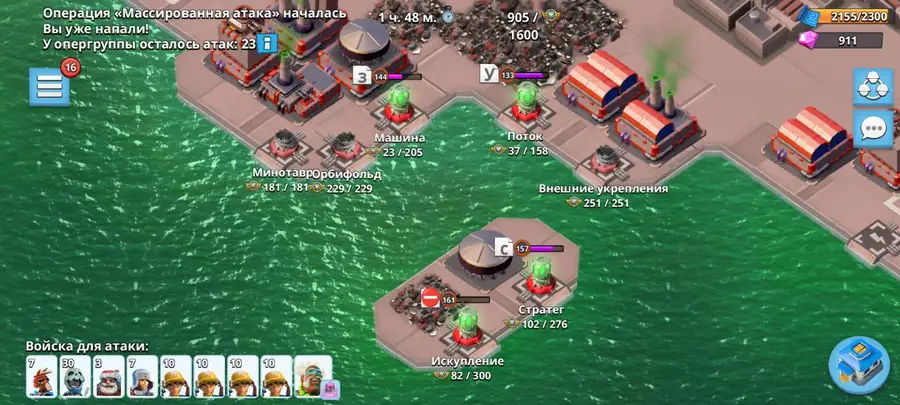 Операция «Массированная атака» началась
Вы уже напали!
У опергруппы осталось атак: 23
1 ч. 48 м.
905 /
1600
2155/2300
911
16
З
144
У
133
Машина
23 / 205
Поток
37 / 158
Минотавр
181 / 181
Орбифольд
229 / 229
Внешние укрепления
251 / 251
С
157
161
Стратег
102 / 276
Искупление
82 / 300
Войска для атаки:
7
30
3
7
10
10
10
10